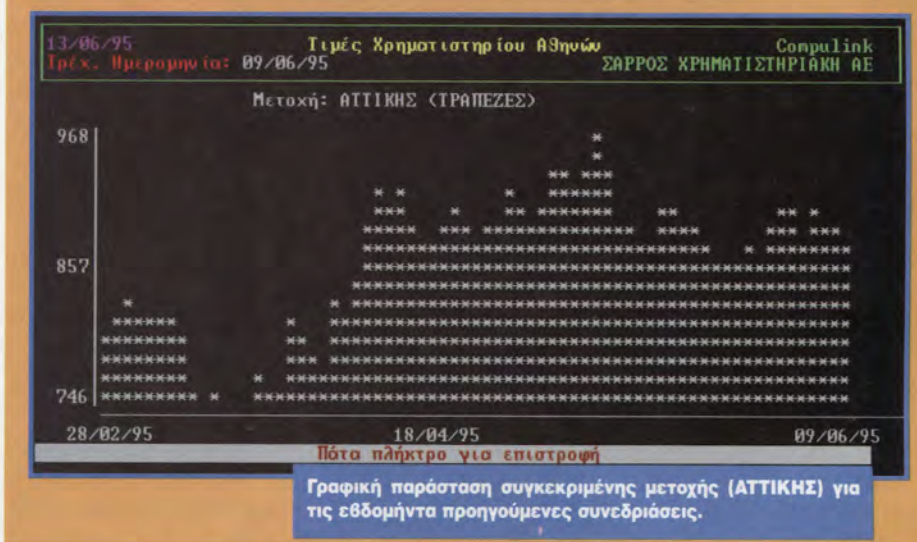 13/06/95 Τιμές Χρηματιστηρίου Αθηνών Compulink
Τρέχ. Ημερομηνία: 09/06/95 ΣΑΡΡΟΣ ΧΡΗΜΑΤΙΣΤΗΡΙΑΚΗ ΑΕ
Μετοχή: ΑΤΤΙΚΗΣ (ΤΡΑΠΕΖΕΣ)
968
857
746
28/02/95 18/04/95 09/06/95
Πάτα πλήκτρο για επιστροφή
Γραφική παράσταση συγκεκριμένης μετοχής (ΑΤΤΙΚΗΣ) για
τις εβδομήντα προηγούμενες συνεδριάσεις.